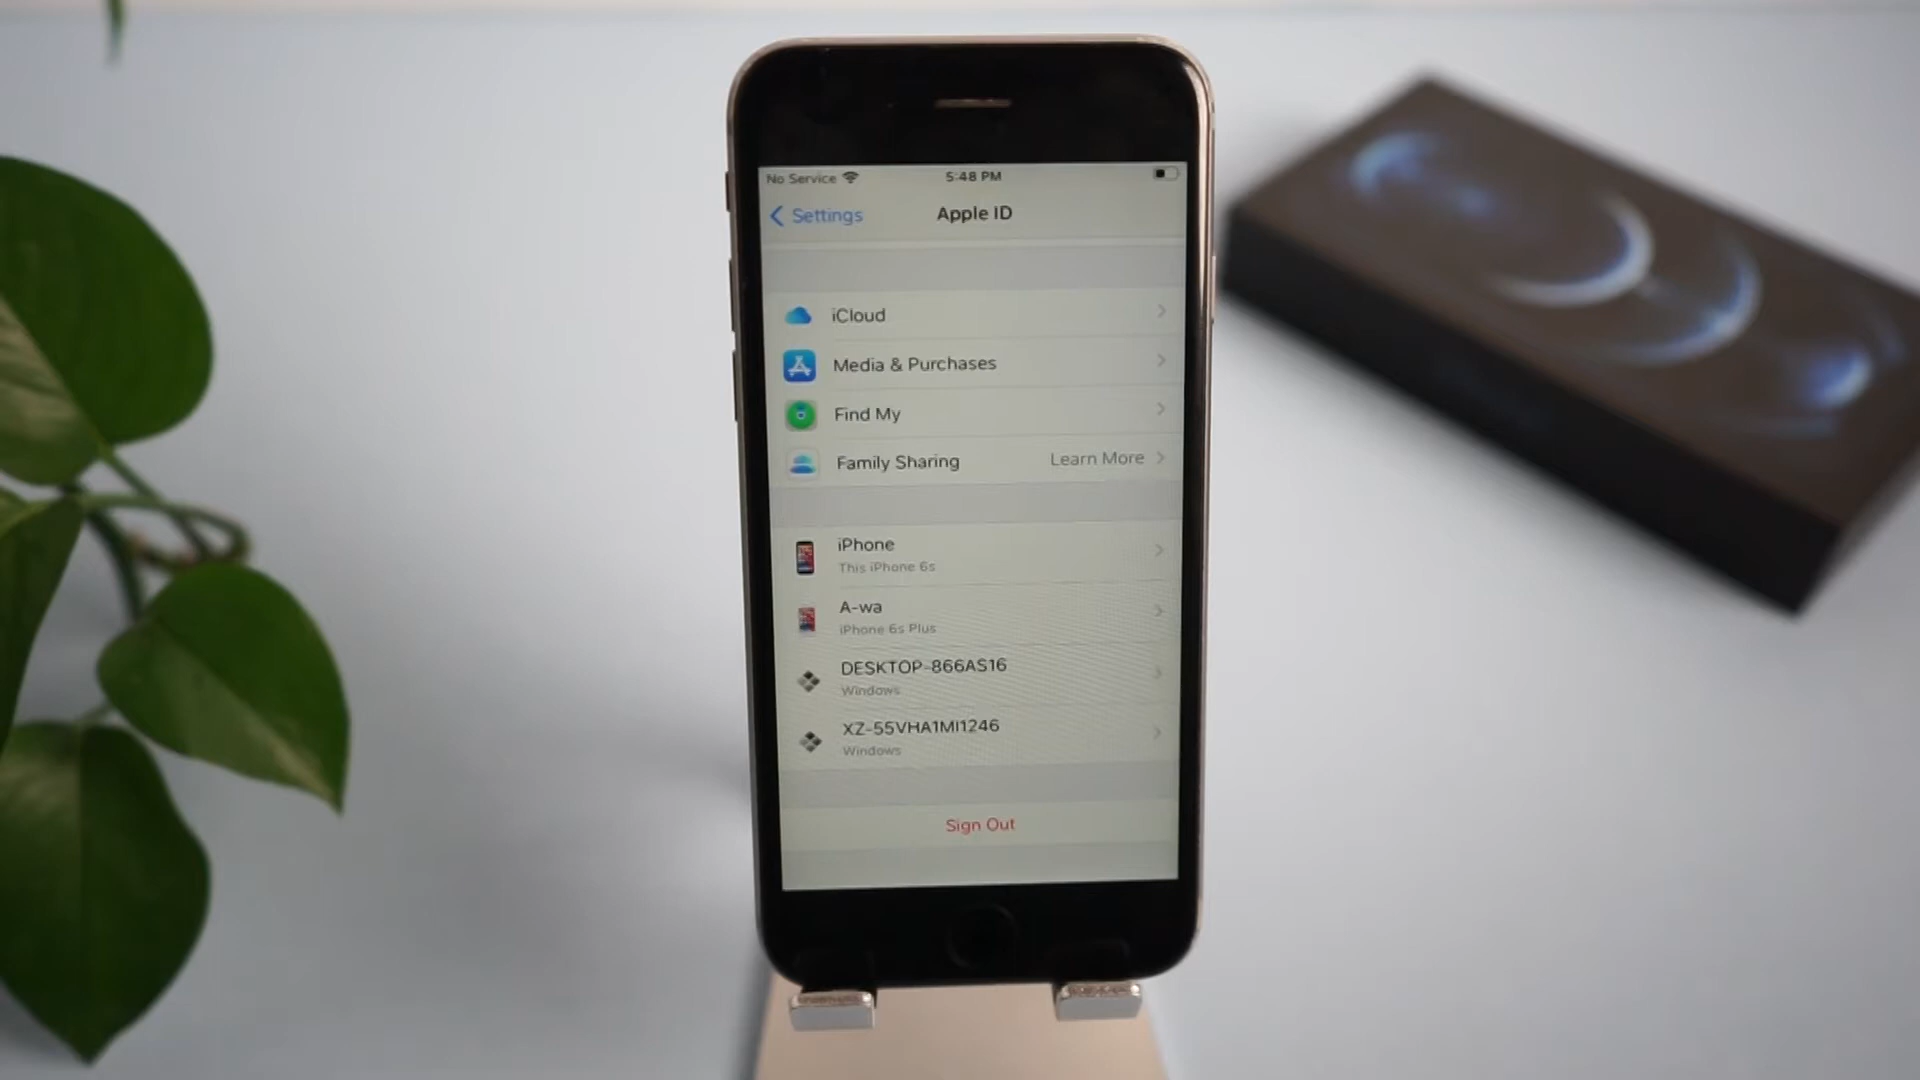 No Service 5:48 PM
Settings Apple ID
iCloud
Media & Purchases
Find My
Family Sharing Learn More
iPhone
This iPhone 6s
A-wa
iPhone 6s Plus
DESKTOP-866AS16
Windows
XZ-55VHA1MI1246
Windows
Sign Out